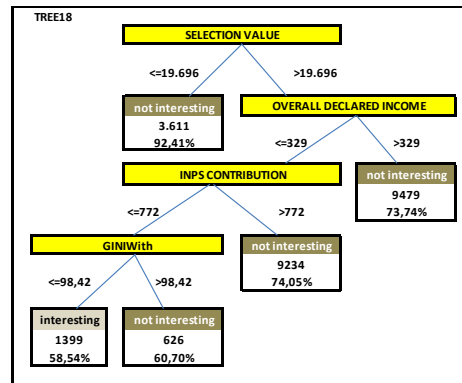 TREE18
SELECTION VALUE
<=19.696 >19.696
not interesting
3.611
92,41%
OVERALL DECLARED INCOME
<=329 >329
INPS CONTRIBUTION
not interesting
9479
73,74%
<=772 >772
GINIWith
not interesting
9234
74,05%
<=98,42 >98,42
interesting
1399
58,54%
not interesting
626
60,70%